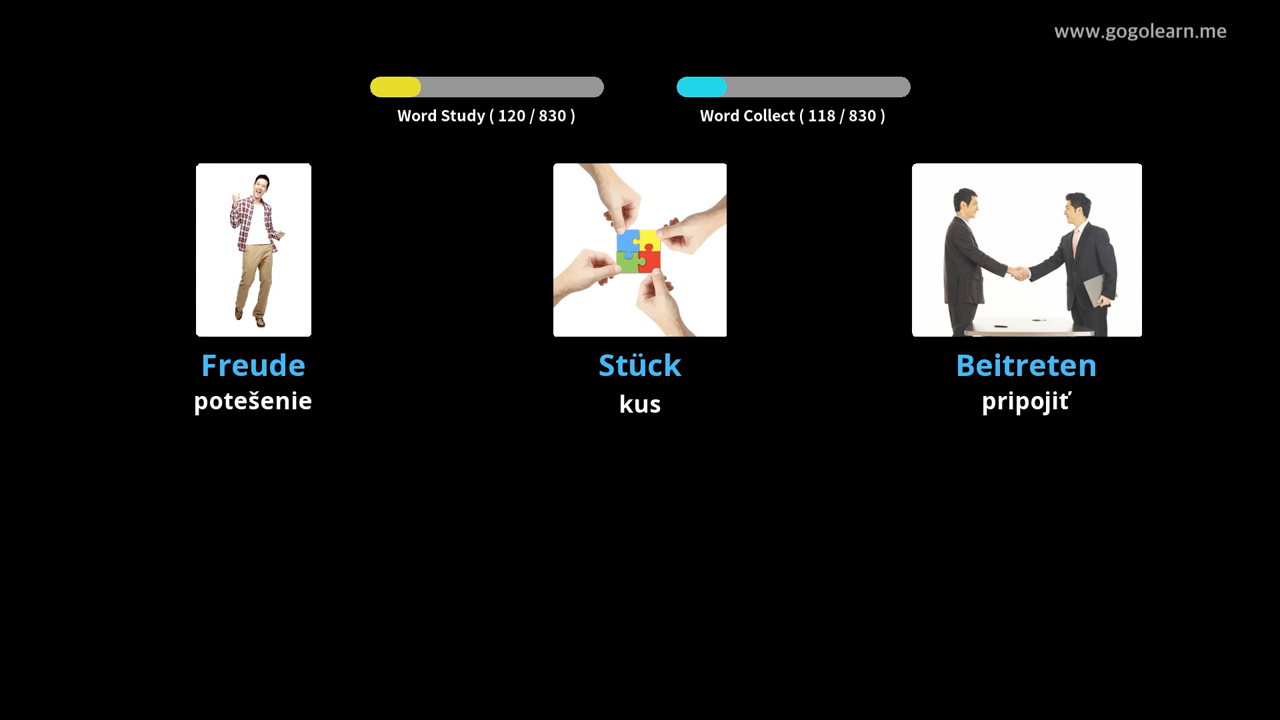 www.gogolearn.me
Word Study ( 120 / 830 )
Word Collect ( 118 / 830 )
Freude
potešenie
Stück
kus
Beitreten
pripojiť